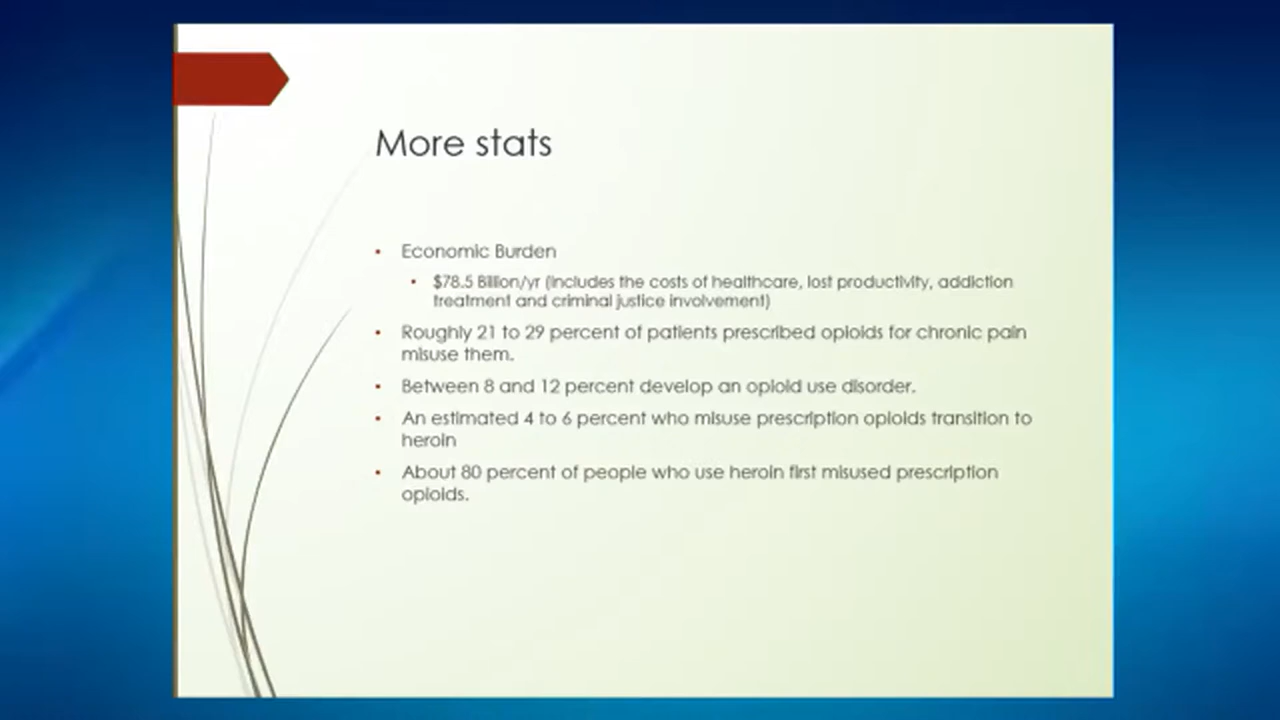 More stats
• Economic Burden
• $78.5 Billion/yr (includes the costs of healthcare, lost productivity, addiction
treatment and criminal justice involvement)
• Roughly 21 to 29 percent of patients prescribed opioids for chronic pain
misuse them.
• Between 8 and 12 percent develop an opioid use disorder.
• An estimated 4 to 6 percent who misuse prescription opioids transition to
heroin
• About 80 percent of people who use heroin first misused prescription
opioids.